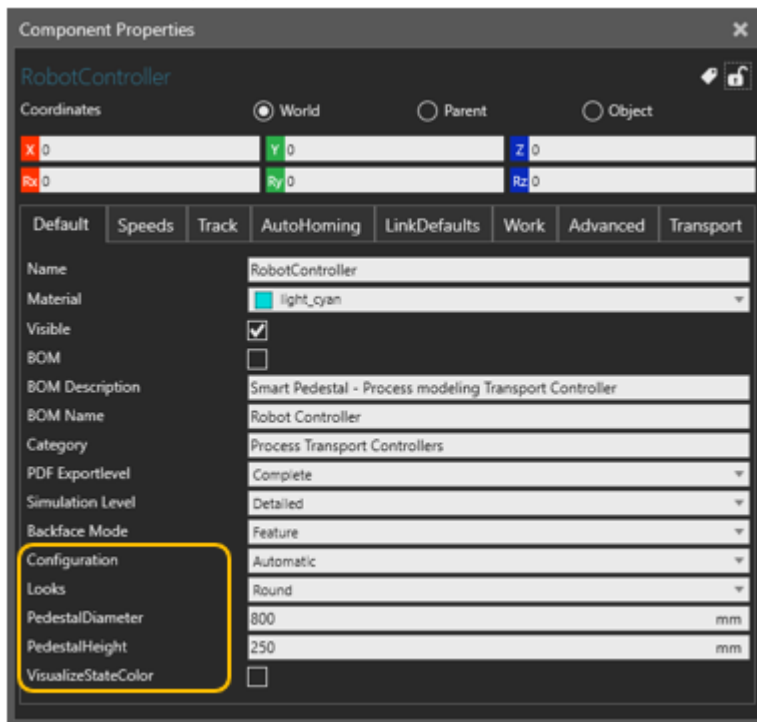 Component Properties
RobotController
Coordinates World Parent Object
X 0 Y 0 Z 0
Rx 0 Ry 0 Rz 0
Default Speeds Track AutoHoming LinkDefaults Work Advanced Transport
Name RobotController
Material light_cyan
Visible
BOM
BOM Description Smart Pedestal - Process modeling Transport Controller
BOM Name Robot Controller
Category Process Transport Controllers
PDF Exportlevel Complete
Simulation Level Detailed
Backface Mode Feature
Configuration Automatic
Looks Round
PedestalDiameter 800 mm
PedestalHeight 250 mm
VisualizeStateColor